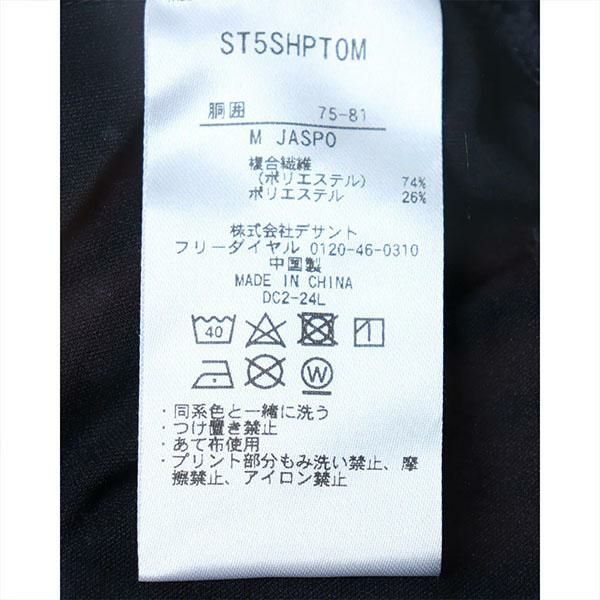 ST5SHPT0M
胴囲 75-81
M JASPO
複合繊維
(ポリエステル) 74%
ポリエステル 26%
株式会社デサント
フリーダイヤル 0120-46-0310
中国製
MADE IN CHINA
DC2-24L
40
W
・同系色と一緒に洗う
・つけ置き禁止
・あて布使用
・プリント部分もみ洗い禁止、摩
擦禁止、アイロン禁止